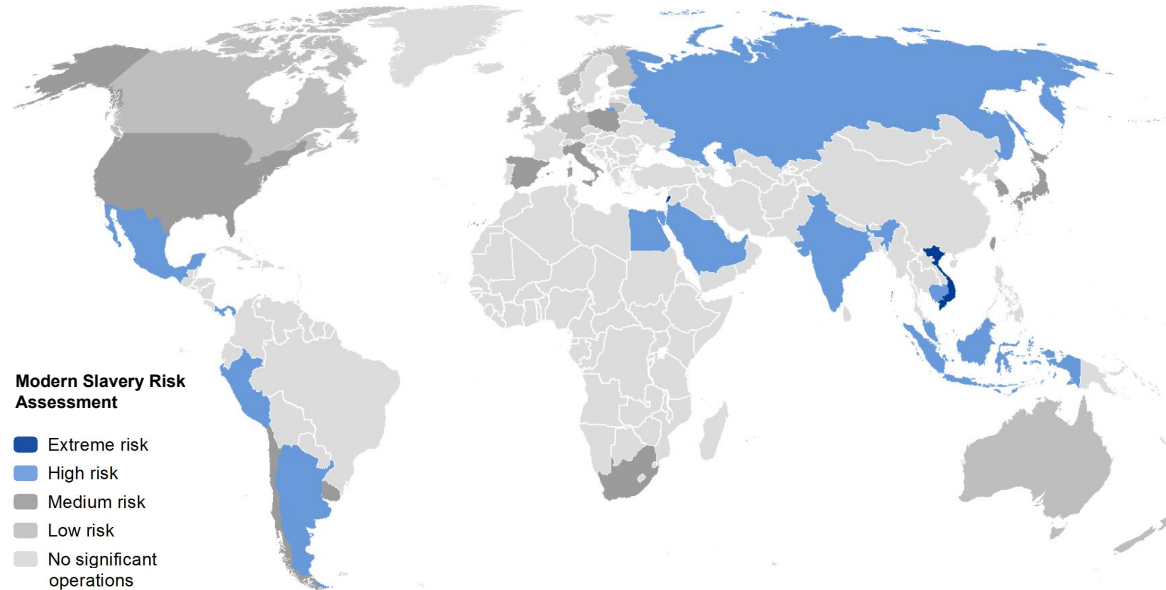 Modern Slavery Risk
Assessment
Extreme risk
High risk
Medium risk
Low risk
No significant
operations